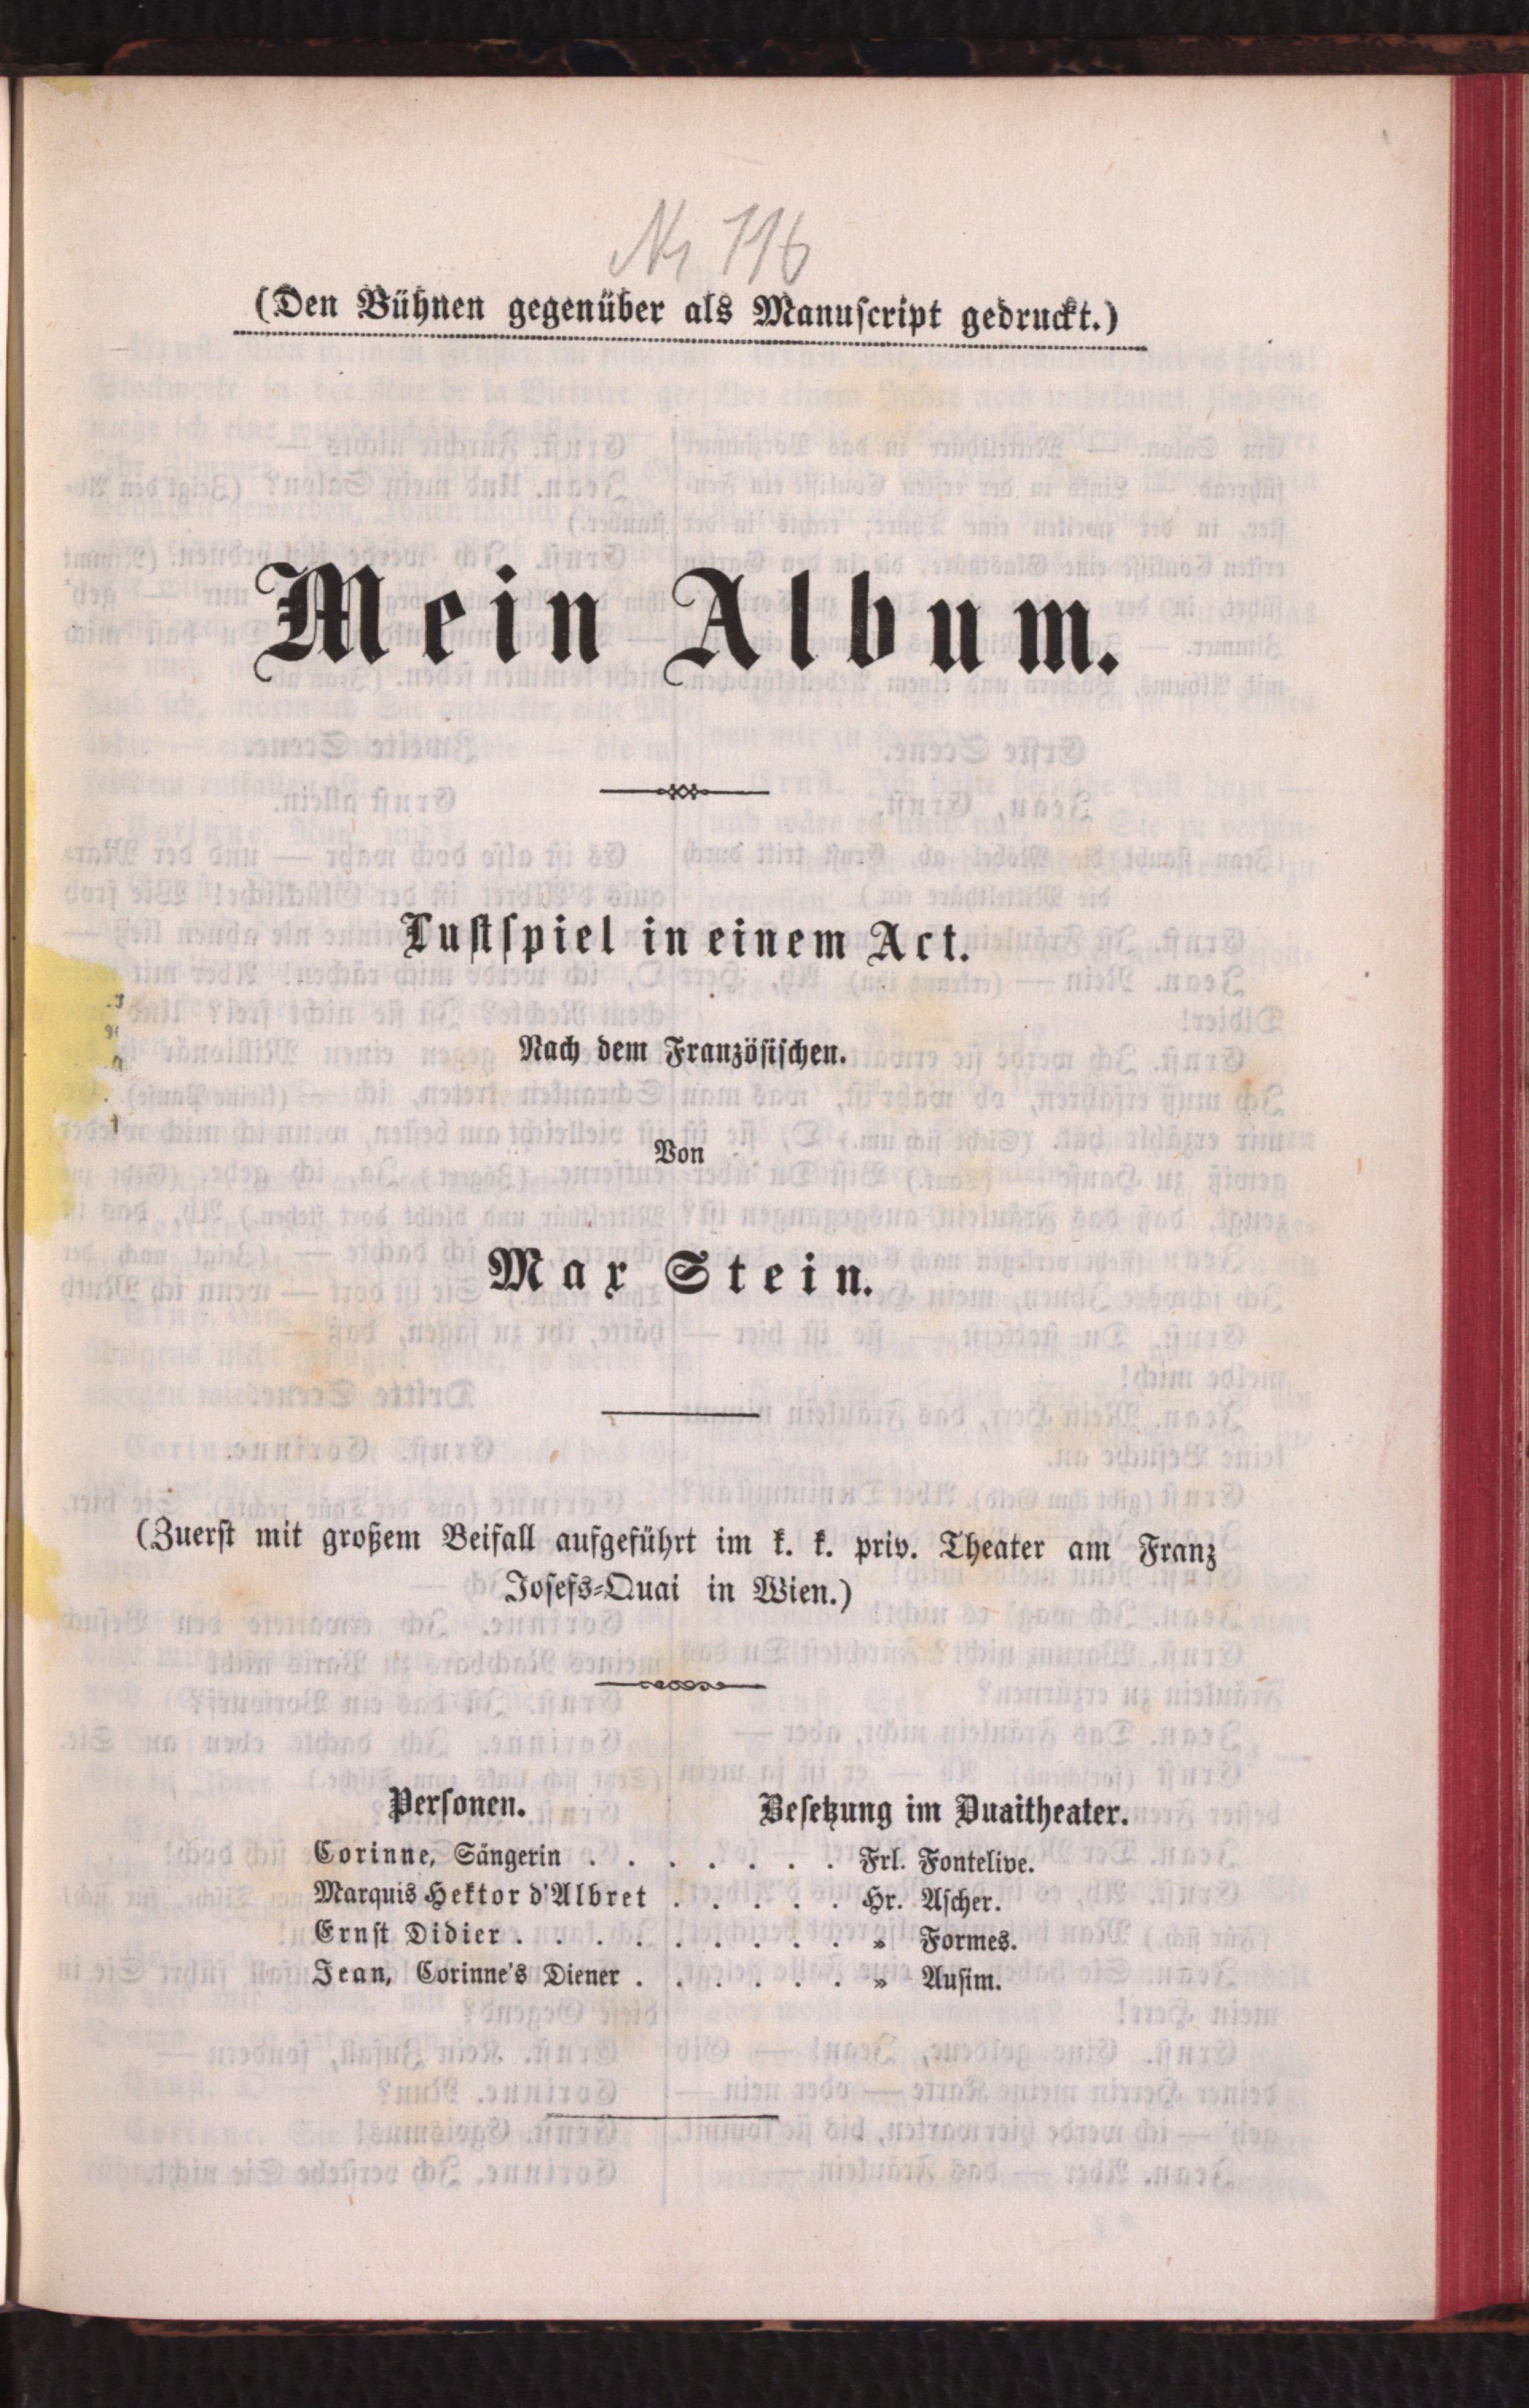 Nr 716
(Den Bühnen gegenüber als Manuscript gedruckt.)
Mein Album.
Lustspiel in einem Act.
Nach dem Französischen.
Von
Max Stein.
(Zuerst mit großem Beifall aufgeführt im k. k. priv. Theater am Franz
Josefs-Quai in Wien.)
Personen. Besetzung im Quaitheater.
Corinne, Sängerin . . . . . . . Frl. Fontelive.
Marquis Hektor d'Albret . . . . . Hr. Ascher.
Ernst Didier . . . . . . . . . » Formes.
Jean, Corinne's Diener . . . . . . » Ausim.